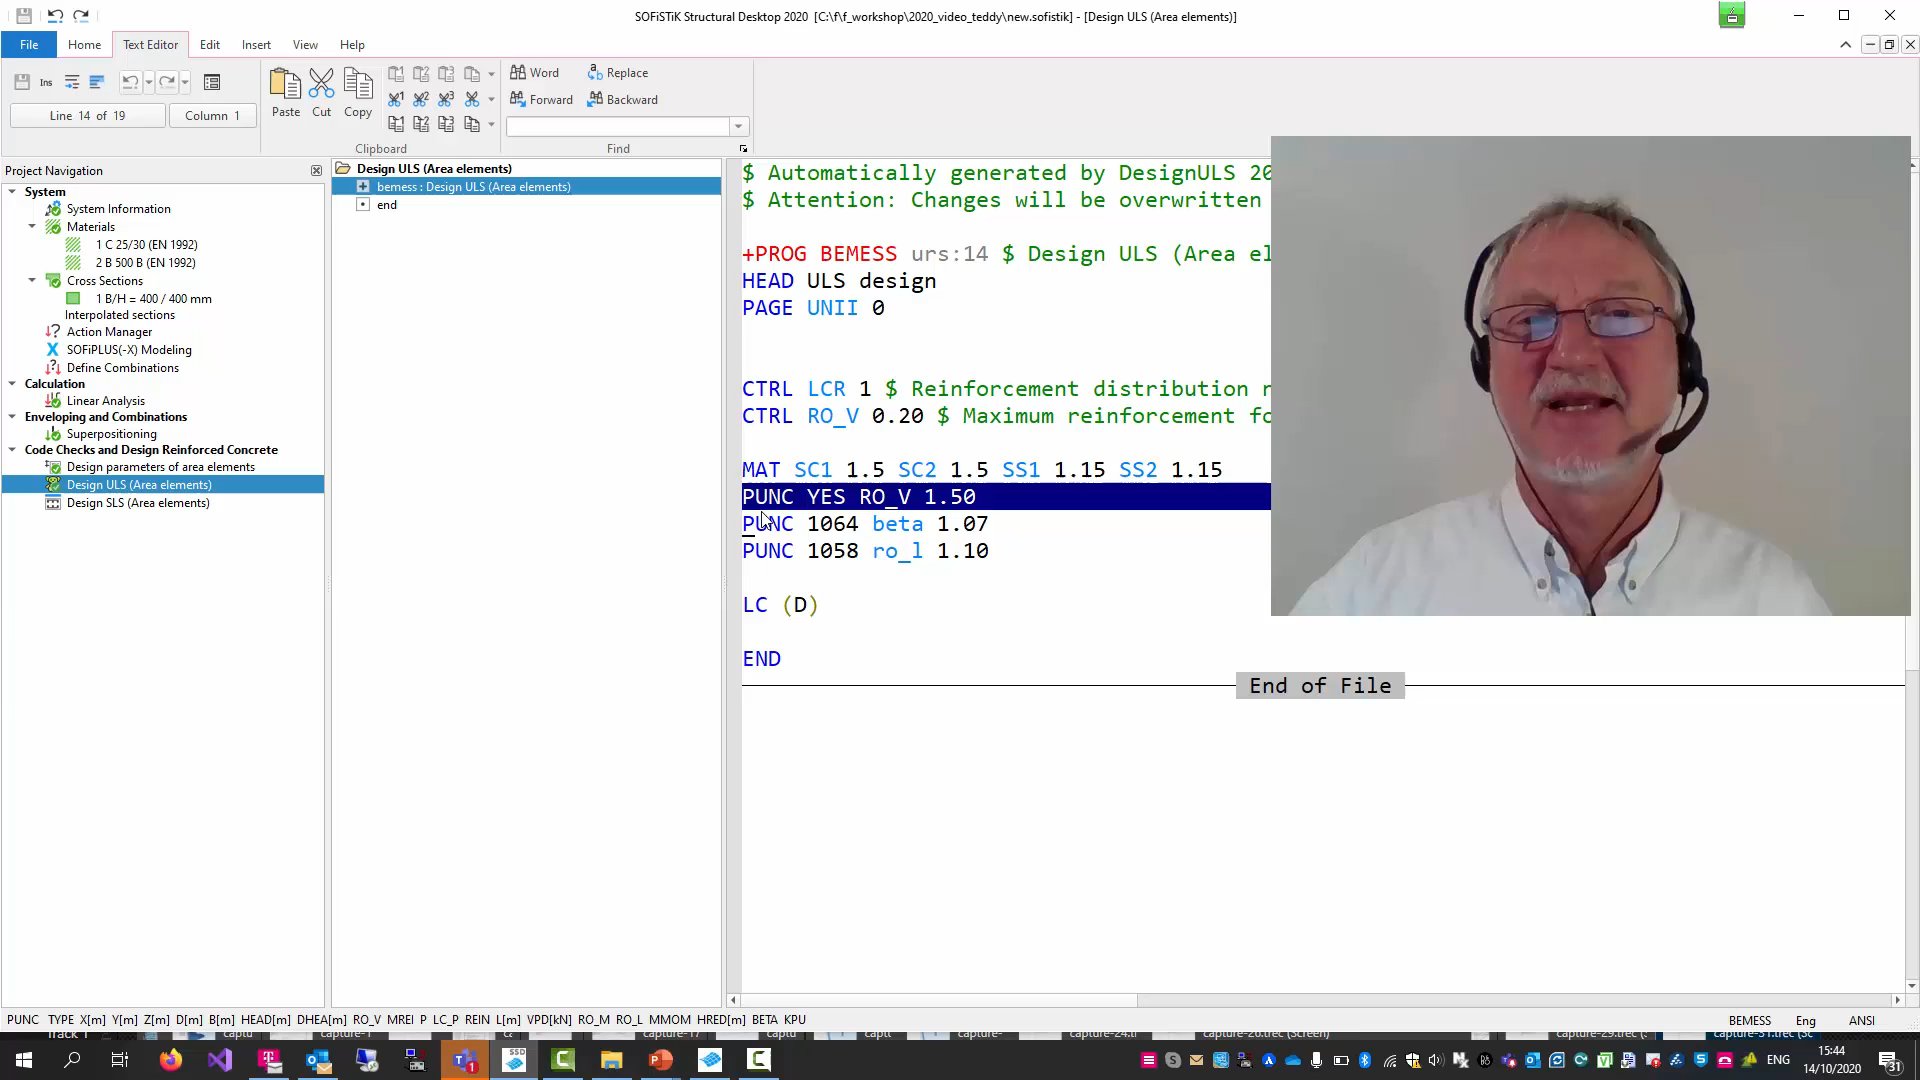 SOFiSTiK Structural Desktop 2020 [C:\f\f_workshop\2020_video_teddy\new.sofistik] - [Design ULS (Area elements)]
File Home Text Editor Edit Insert View Help
Ins
Line 14 of 19 Column 1
Paste Cut Copy
Clipboard
Word Replace
Forward Backward
Find
Project Navigation
System
System Information
Materials
1 C 25/30 (EN 1992)
2 B 500 B (EN 1992)
Cross Sections
1 B/H = 400 / 400 mm
Interpolated sections
Action Manager
SOFiPLUS(-X) Modeling
Define Combinations
Calculation
Linear Analysis
Enveloping and Combinations
Superpositioning
Code Checks and Design Reinforced Concrete
Design parameters of area elements
Design ULS (Area elements)
Design SLS (Area elements)
Design ULS (Area elements)
bemess : Design ULS (Area elements)
end
$ Automatically generated by DesignULS 20
$ Attention: Changes will be overwritten
+PROG BEMESS urs:14 $ Design ULS (Area el
HEAD ULS design
PAGE UNII 0
CTRL LCR 1 $ Reinforcement distribution
CTRL RO_V 0.20 $ Maximum reinforcement fo
MAT SC1 1.5 SC2 1.5 SS1 1.15 SS2 1.15
PUNC YES RO_V 1.50
PUNC 1064 beta 1.07
PUNC 1058 ro_l 1.10
LC (D)
END
End of File
PUNC TYPE X[m] Y[m] Z[m] D[m] B[m] HEAD[m] DHEA[m] RO_V MREI P LC_P REIN L[m] VPD[kN] RO_M RO_L MMOM HRED[m] BETA KPU
BEMESS Eng ANSI
ENG
15:44
14/10/2020
31